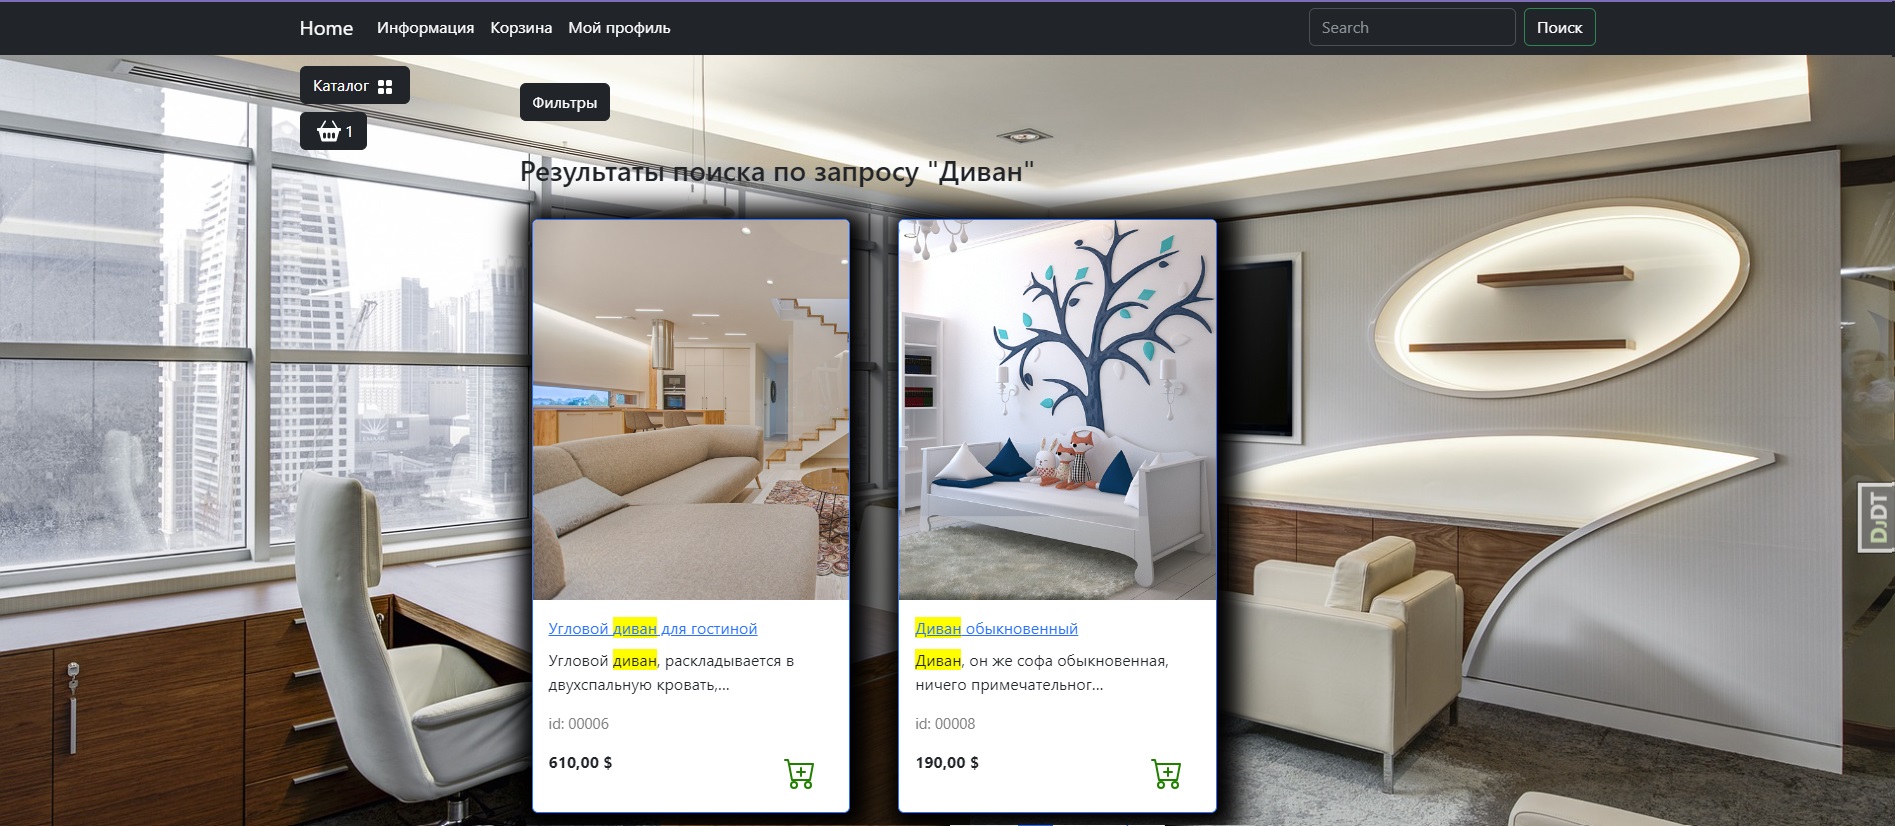 Home Информация Корзина Мой профиль Search Поиск
Каталог
Фильтры
1
Результаты поиска по запросу "Диван"
Угловой диван для гостиной
Угловой диван, раскладывается в
двухспальную кровать,...
id: 00006
610,00 $
Диван обыкновенный
Диван, он же софа обыкновенная,
ничего примечательног...
id: 00008
190,00 $
DJDT